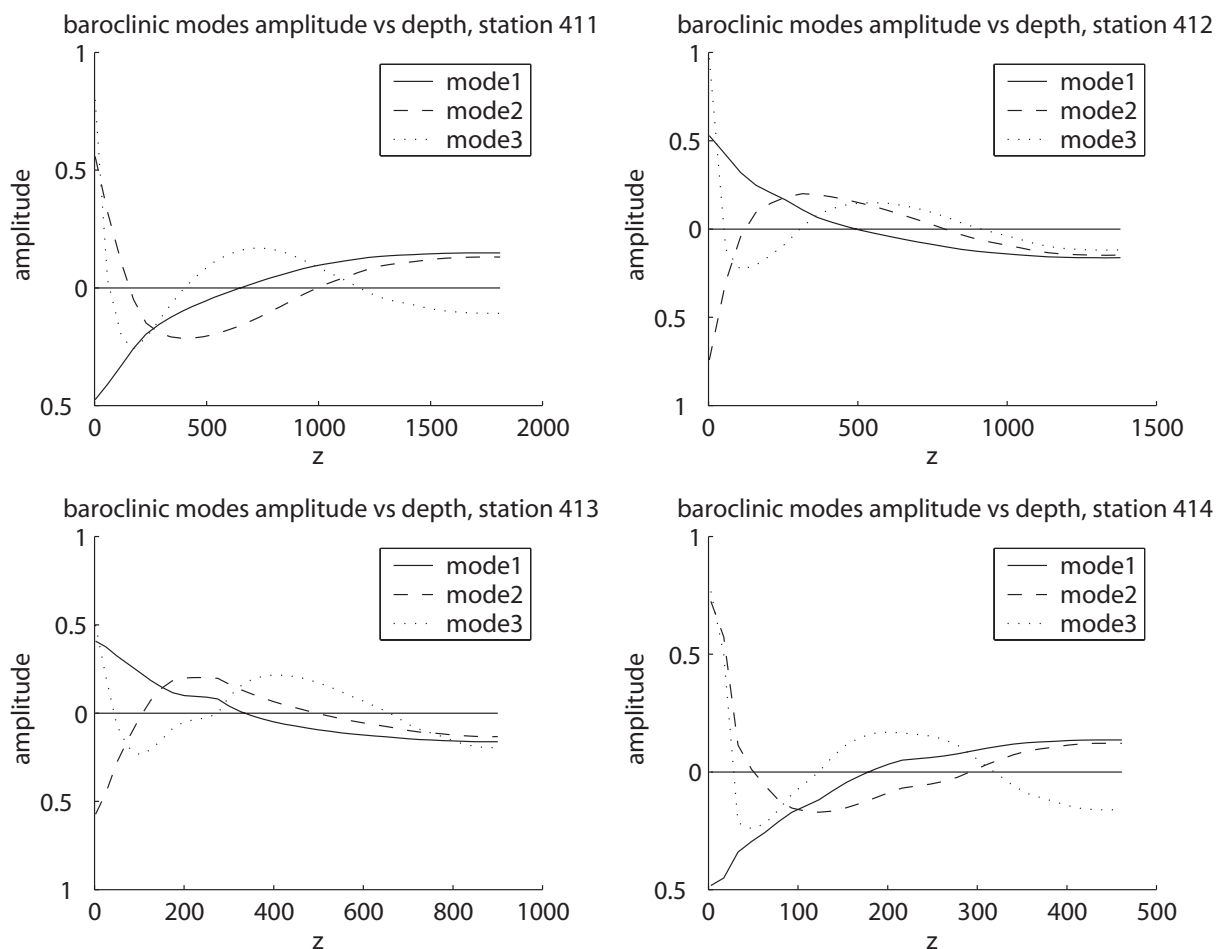 baroclinic modes amplitude vs depth, station 411
1
0.5
0
0.5
amplitude
0 500 1000 1500 2000
z
mode1
mode2
mode3
baroclinic modes amplitude vs depth, station 412
1
0.5
0
0.5
1
amplitude
0 500 1000 1500
z
mode1
mode2
mode3
baroclinic modes amplitude vs depth, station 413
1
0.5
0
0.5
1
amplitude
0 200 400 600 800 1000
z
mode1
mode2
mode3
baroclinic modes amplitude vs depth, station 414
1
0.5
0
0.5
amplitude
0 100 200 300 400 500
z
mode1
mode2
mode3